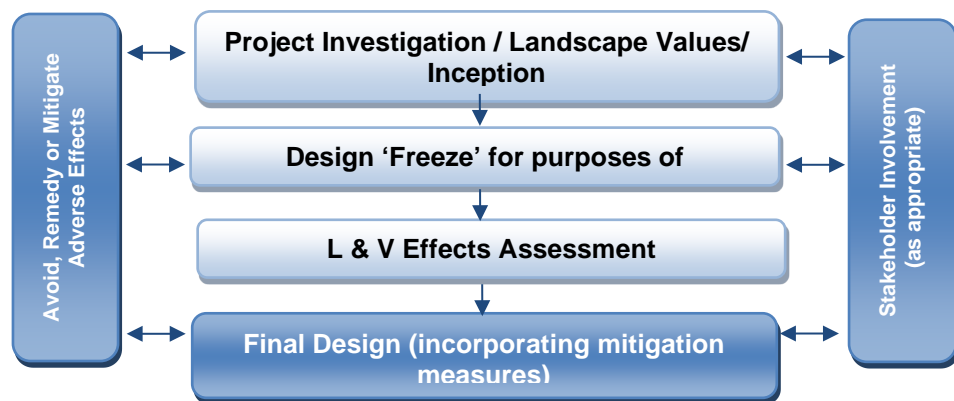 Avoid, Remedy or Mitigate
Adverse Effects
Project Investigation / Landscape Values/
Inception
Design ‘Freeze’ for purposes of
L & V Effects Assessment
Final Design (incorporating mitigation
measures)
Stakeholder Involvement
(as appropriate)